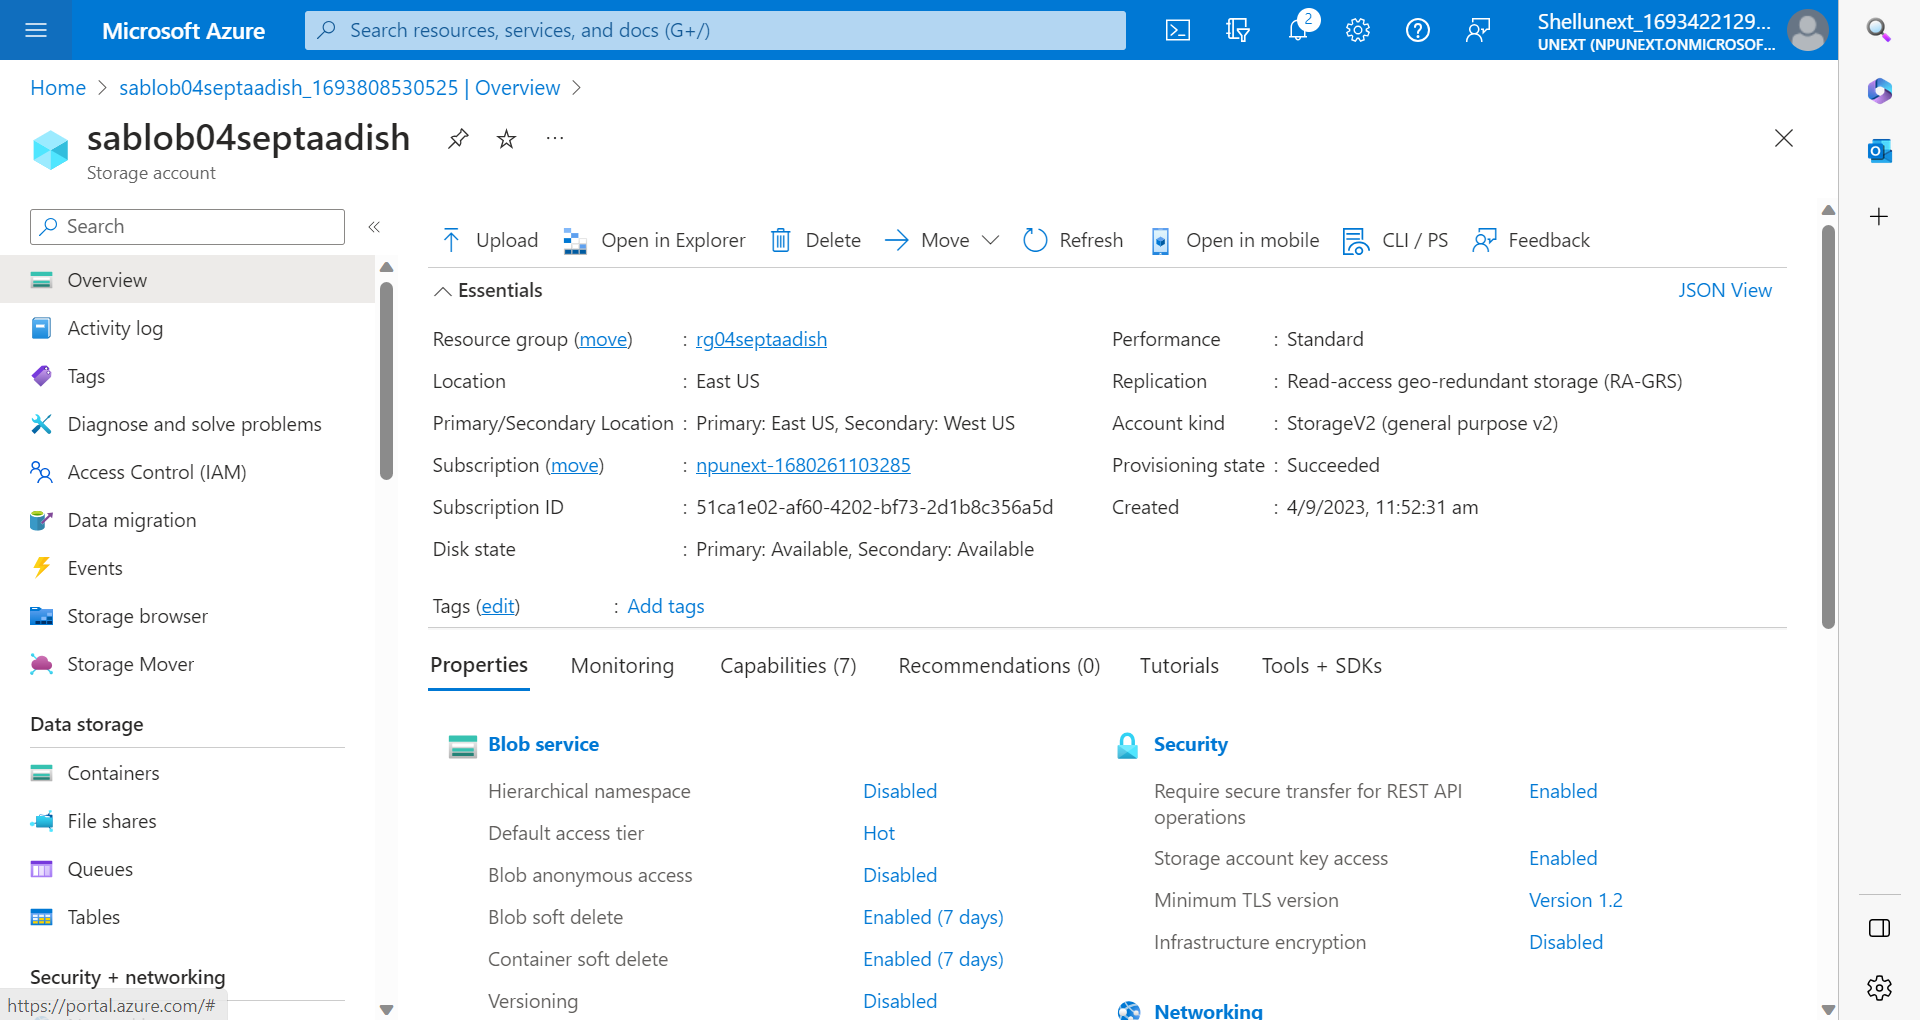 Microsoft Azure
Search resources, services, and docs (G+/)
2
Shellunext_1693422129...
UNEXT (NPUNEXT.ONMICROSOF...
Home > sablob04septaadish_1693808530525 | Overview >
sablob04septaadish
Storage account
Search
Overview
Activity log
Tags
Diagnose and solve problems
Access Control (IAM)
Data migration
Events
Storage browser
Storage Mover
Data storage
Containers
File shares
Queues
Tables
Security + networking
https://portal.azure.com/#
Upload Open in Explorer Delete Move Refresh Open in mobile CLI / PS Feedback
Essentials JSON View
Resource group (move) : rg04septaadish
Location : East US
Primary/Secondary Location : Primary: East US, Secondary: West US
Subscription (move) : npunext-1680261103285
Subscription ID : 51ca1e02-af60-4202-bf73-2d1b8c356a5d
Disk state : Primary: Available, Secondary: Available
Performance : Standard
Replication : Read-access geo-redundant storage (RA-GRS)
Account kind : StorageV2 (general purpose v2)
Provisioning state : Succeeded
Created : 4/9/2023, 11:52:31 am
Tags (edit) : Add tags
Properties Monitoring Capabilities (7) Recommendations (0) Tutorials Tools + SDKs
Blob service
Hierarchical namespace Disabled
Default access tier Hot
Blob anonymous access Disabled
Blob soft delete Enabled (7 days)
Container soft delete Enabled (7 days)
Versioning Disabled
Security
Require secure transfer for REST API Enabled
operations
Storage account key access Enabled
Minimum TLS version Version 1.2
Infrastructure encryption Disabled
Networking